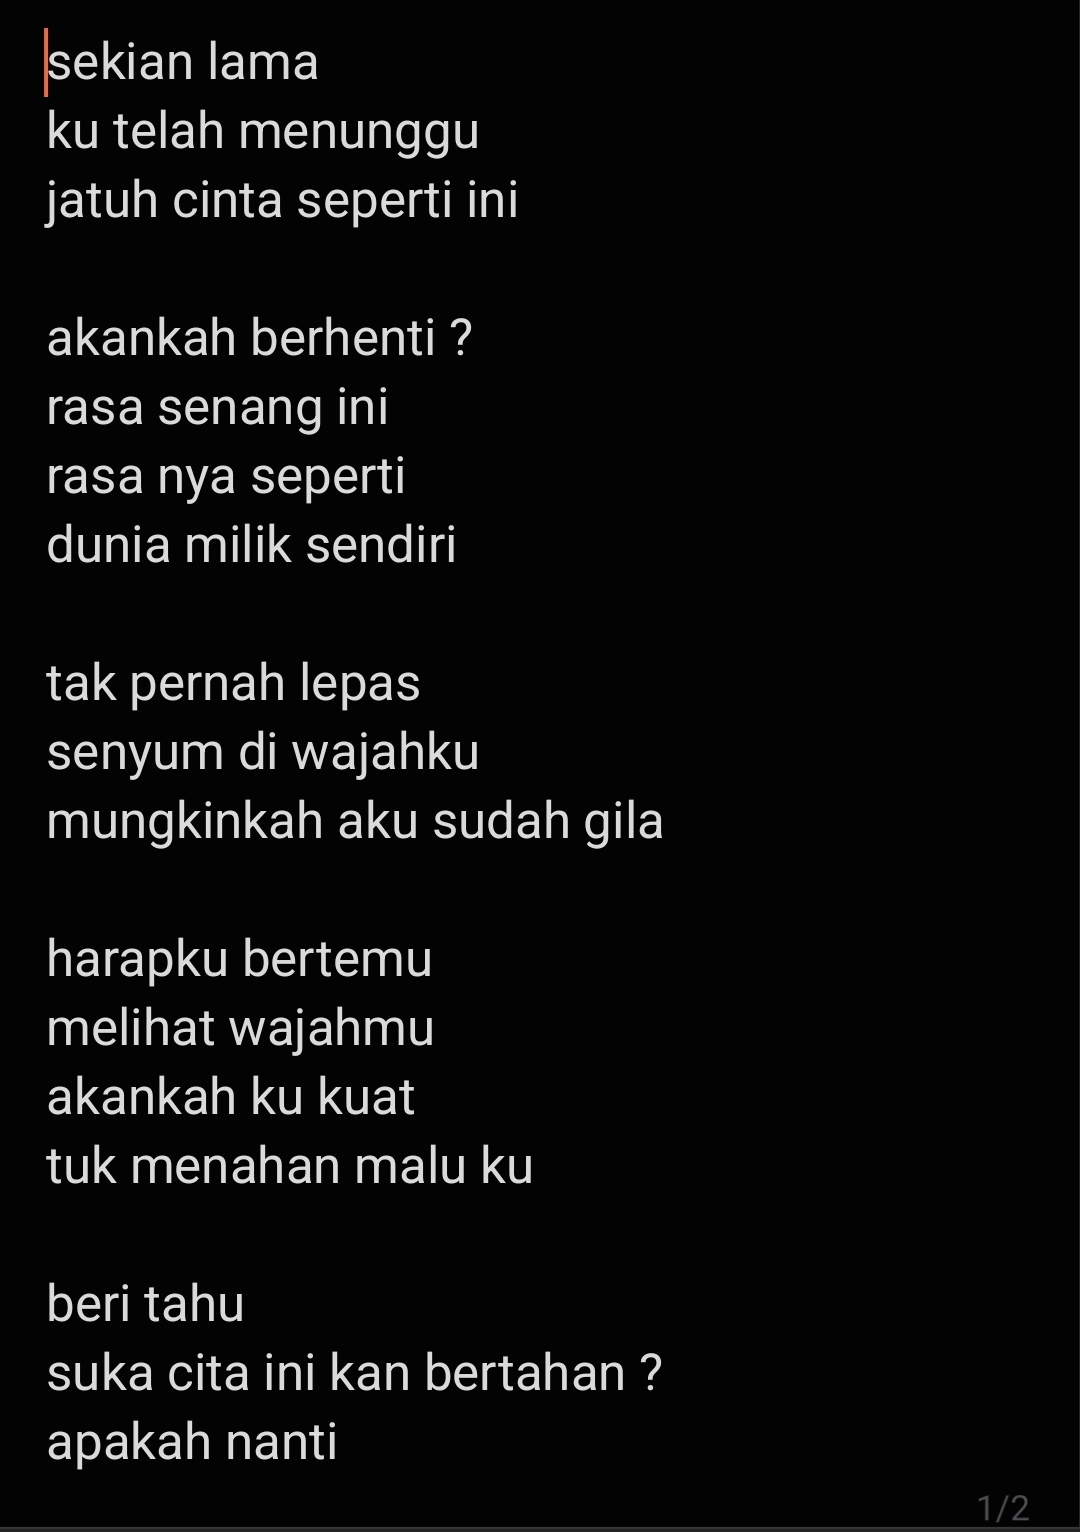 sekian lama
ku telah menunggu
jatuh cinta seperti ini
akankah berhenti ?
rasa senang ini
rasa nya seperti
dunia milik sendiri
tak pernah lepas
senyum di wajahku
mungkinkah aku sudah gila
harapku bertemu
melihat wajahmu
akankah ku kuat
tuk menahan malu ku
beri tahu
suka cita ini kan bertahan ?
apakah nanti
1/2